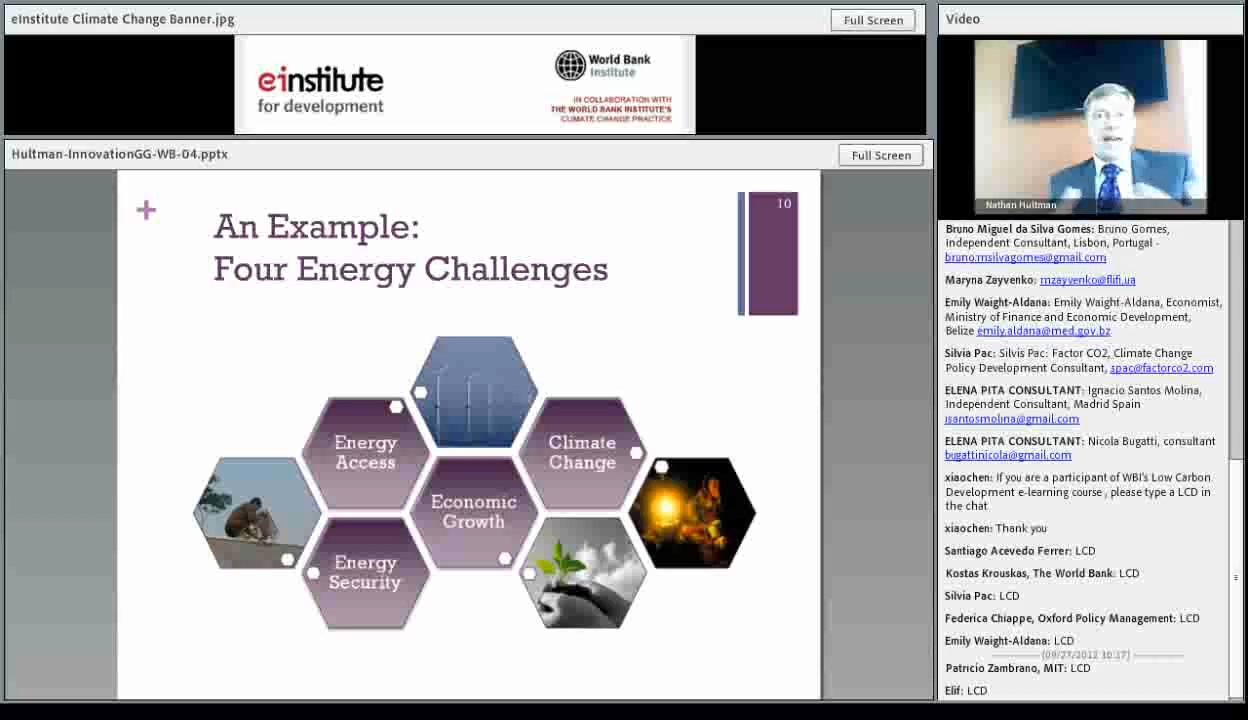 eInstitute Climate Change Banner.jpg
Full Screen
einstitute
for development
World Bank
Institute
IN COLLABORATION WITH
THE WORLD BANK INSTITUTE'S
CLIMATE CHANGE PRACTICE
Hultman-InnovationGG-WB-04.pptx
Full Screen
+
An Example:
Four Energy Challenges
10
Energy
Access
Climate
Change
Economic
Growth
Energy
Security
Video
Nathan Hultman
Bruno Miguel da Silva Gomes: Bruno Gomes,
Independent Consultant, Lisbon, Portugal -
bruno.msilvagomes@gmail.com
Maryna Zayvenko: mzayvenko@flifi.ua
Emily Waight-Aldana: Emily Waight-Aldana, Economist,
Ministry of Finance and Economic Development,
Belize emily.aldana@med.gov.bz
Silvia Pac: Silvis Pac: Factor CO2, Climate Change
Policy Development Consultant, spac@factorco2.com
ELENA PITA CONSULTANT: Ignacio Santos Molina,
Independent Consultant, Madrid Spain
isantosmolina@gmail.com
ELENA PITA CONSULTANT: Nicola Bugatti, consultant
bugattinicola@gmail.com
xiaochen: If you are a participant of WBI's Low Carbon
Development e-learning course , please type a LCD in
the chat
xiaochen: Thank you
Santiago Acevedo Ferrer: LCD
Kostas Krouskas, The World Bank: LCD
Silvia Pac: LCD
Federica Chiappe, Oxford Policy Management: LCD
Emily Waight-Aldana: LCD
(09/27/2012 10:17)
Patricio Zambrano, MIT: LCD
Elif: LCD